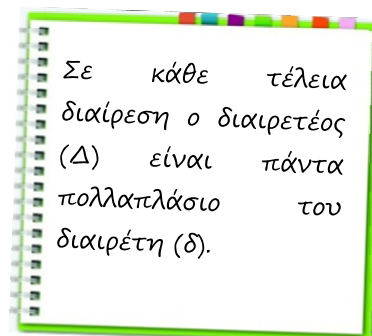 Σε κάθε τέλεια
διαίρεση ο διαιρετέος
(Δ) είναι πάντα
πολλαπλάσιο του
διαιρέτη (δ).